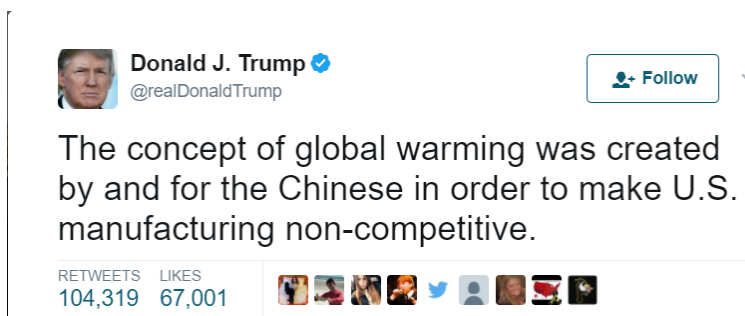 Donald J. Trump
@realDonaldTrump
Follow
The concept of global warming was created
by and for the Chinese in order to make U.S.
manufacturing non-competitive.
RETWEETS LIKES
104,319 67,001